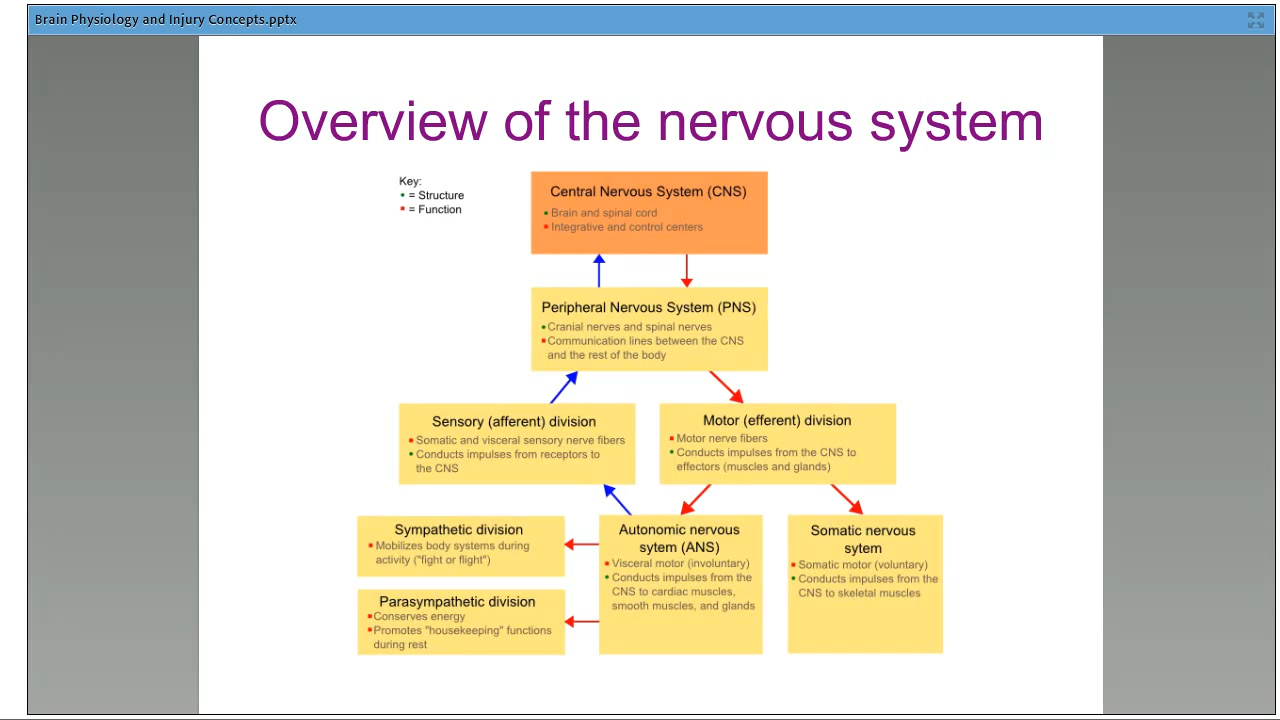 Brain Physiology and Injury Concepts.pptx
Overview of the nervous system
Key:
= Structure
= Function
Central Nervous System (CNS)
Brain and spinal cord
Integrative and control centers
Peripheral Nervous System (PNS)
Cranial nerves and spinal nerves
Communication lines between the CNS
and the rest of the body
Sensory (afferent) division
Somatic and visceral sensory nerve fibers
Conducts impulses from receptors to
the CNS
Motor (efferent) division
Motor nerve fibers
Conducts impulses from the CNS to
effectors (muscles and glands)
Sympathetic division
Mobilizes body systems during
activity ("fight or flight")
Parasympathetic division
Conserves energy
Promotes "housekeeping" functions
during rest
Autonomic nervous
sytem (ANS)
Visceral motor (involuntary)
Conducts impulses from the
CNS to cardiac muscles,
smooth muscles, and glands
Somatic nervous
sytem
Somatic motor (voluntary)
Conducts impulses from the
CNS to skeletal muscles